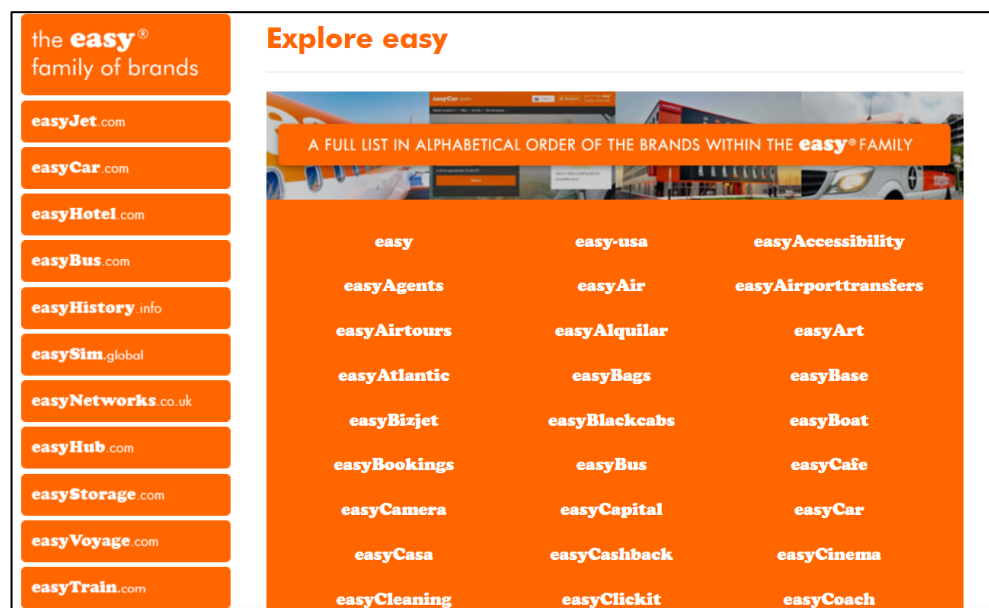 the easy®
family of brands
easyJet.com
easyCar.com
easyHotel.com
easyBus.com
easyHistory.info
easySim.global
easyNetworks.co.uk
easyHub.com
easyStorage.com
easyVoyage.com
easyTrain.com
Explore easy
easyCar.com
A FULL LIST IN ALPHABETICAL ORDER OF THE BRANDS WITHIN THE easy® FAMILY
easy easy-usa easyAccessibility
easyAgents easyAir easyAirporttransfers
easyAirtours easyAlquilar easyArt
easyAtlantic easyBags easyBase
easyBizjet easyBlackcabs easyBoat
easyBookings easyBus easyCafe
easyCamera easyCapital easyCar
easyCasa easyCashback easyCinema
easyCleaning easyClickit easyCoach